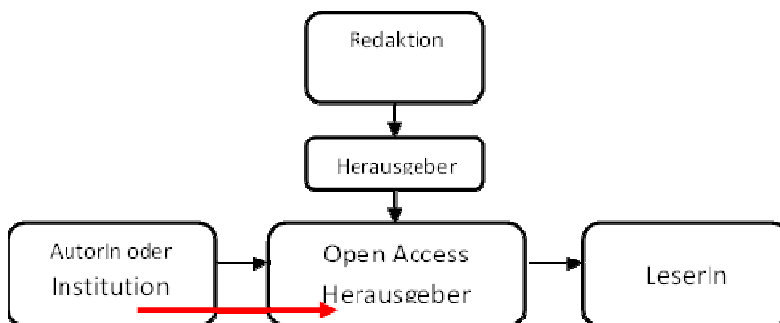 Redaktion
Herausgeber
AutorIn oder
Institution
Open Access
Herausgeber
LeserIn